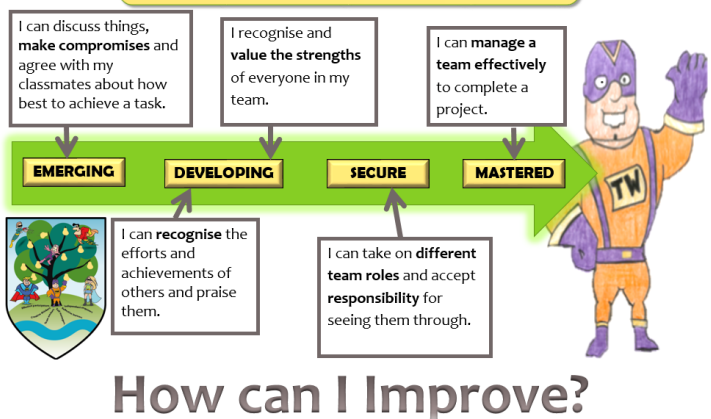 I can discuss things,
make compromises and
agree with my
classmates about how
best to achieve a task.
I recognise and
value the strengths
of everyone in my
team.
I can manage a
team effectively
to complete a
project.
EMERGING
DEVELOPING
SECURE
MASTERED
TW
I can recognise the
efforts and
achievements of
others and praise
them.
I can take on different
team roles and accept
responsibility for
seeing them through.
How can I Improve?